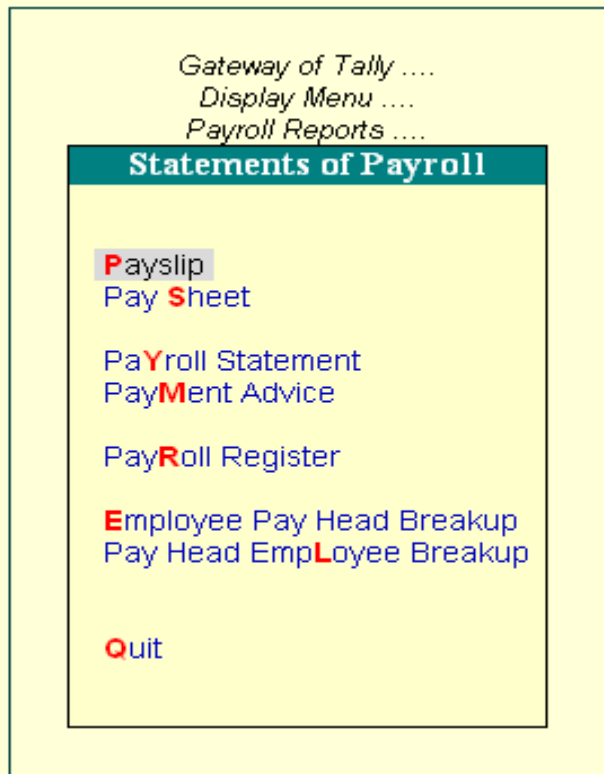 Gateway of Tally ....
Display Menu ....
Payroll Reports ....
Statements of Payroll
Payslip
Pay Sheet
PaYroll Statement
PayMent Advice
PayRoll Register
Employee Pay Head Breakup
Pay Head EmpLoyee Breakup
Quit